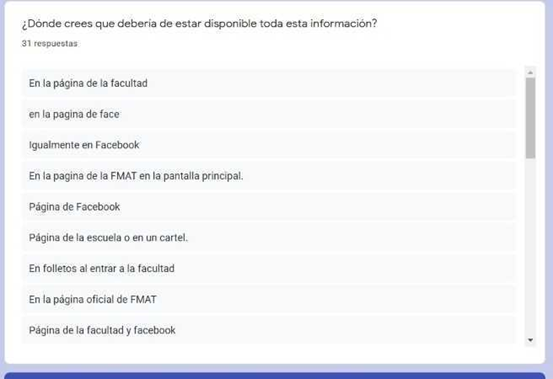 ¿Dónde crees que debería de estar disponible toda esta información?
31 respuestas
En la página de la facultad
en la pagina de face
Igualmente en Facebook
En la pagina de la FMAT en la pantalla principal.
Página de Facebook
Página de la escuela o en un cartel.
En folletos al entrar a la facultad
En la página oficial de FMAT
Página de la facultad y facebook